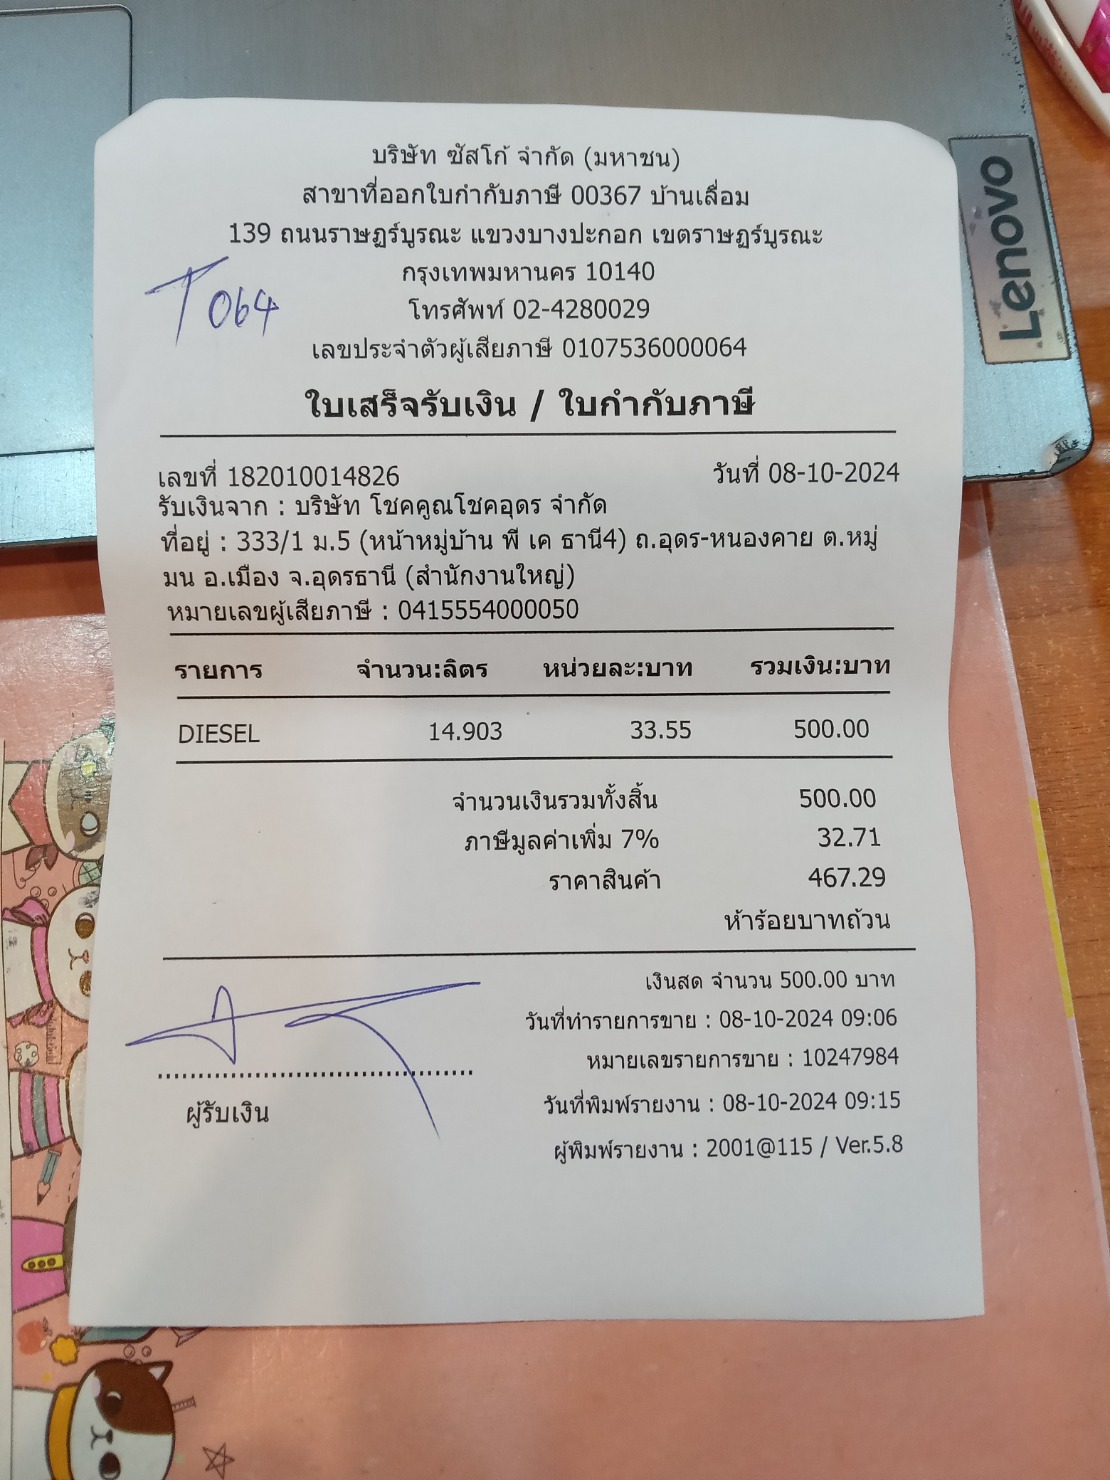 บริษัท ซัสโก้ จำกัด (มหาชน)
สาขาที่ออกใบกำกับภาษี 00367 บ้านเลื่อม
139 ถนนราษฏร์บูรณะ แขวงบางปะกอก เขตราษฏร์บูรณะ
กรุงเทพมหานคร 10140
โทรศัพท์ 02-4280029
เลขประจำตัวผู้เสียภาษี 0107536000064
T 064
Lenovo
ใบเสร็จรับเงิน / ใบกำกับภาษี
เลขที่ 182010014826 วันที่ 08-10-2024
รับเงินจาก : บริษัท โชคคูณโชคอุดร จำกัด
ที่อยู่ : 333/1 ม.5 (หน้าหมู่บ้าน พี เค ธานี4) ถ.อุดร-หนองคาย ต.หมู่
มน อ.เมือง จ.อุดรธานี (สำนักงานใหญ่)
หมายเลขผู้เสียภาษี : 0415554000050
รายการ จำนวน:ลิตร หน่วยละ:บาท รวมเงิน:บาท
DIESEL 14.903 33.55 500.00
จำนวนเงินรวมทั้งสิ้น 500.00
ภาษีมูลค่าเพิ่ม 7% 32.71
ราคาสินค้า 467.29
ห้าร้อยบาทถ้วน
เงินสด จำนวน 500.00 บาท
วันที่ทำรายการขาย : 08-10-2024 09:06
หมายเลขรายการขาย : 10247984
วันที่พิมพ์รายงาน : 08-10-2024 09:15
ผู้พิมพ์รายงาน : 2001@115 / Ver.5.8
ผู้รับเงิน